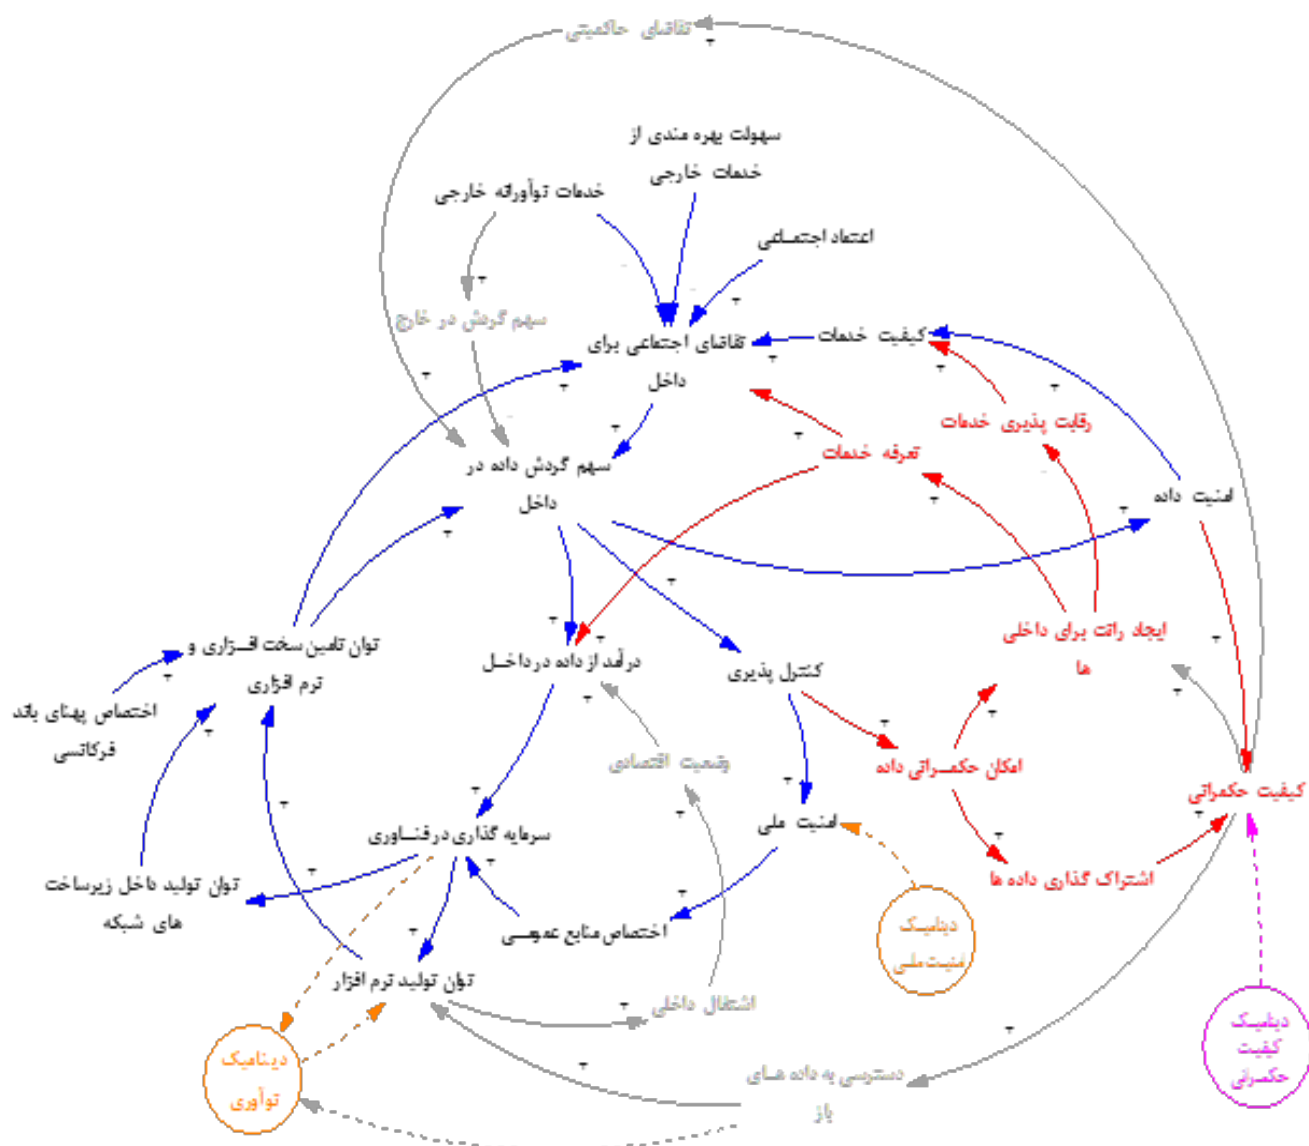 تقاضای حاکمیتی
سهولت بهره مندی از
خدمات خارجی
خدمات نوآورانه خارجی
اعتماد اجتماعی
سهم گردش در خارج
کیفیت خدمات
تقاضای اجتماعی برای
داخل
رقابت پذیری خدمات
تعرفه خدمات
سهم گردش داده در
داخل
امنیت داده
ایجاد رانت برای داخلی
ها
توان تامین سخت افزاری و
نرم افزاری
درآمد از داده در داخل
کنترل پذیری
اختصاص پهنای باند
فرکانسی
وضعیت اقتصادی
امکان حکمرانی داده
کیفیت حکمرانی
امنیت ملی
سرمایه گذاری در فناوری
اشتراک گذاری داده ها
توان تولید داخل زیرساخت
های شبکه
اختصاص منابع عمومی
دینامیک
امنیت ملی
توان تولید نرم افزار
اشتغال داخلی
دینامیک
کیفیت
حکمرانی
دینامیک
نوآوری
دسترسی به داده های
باز